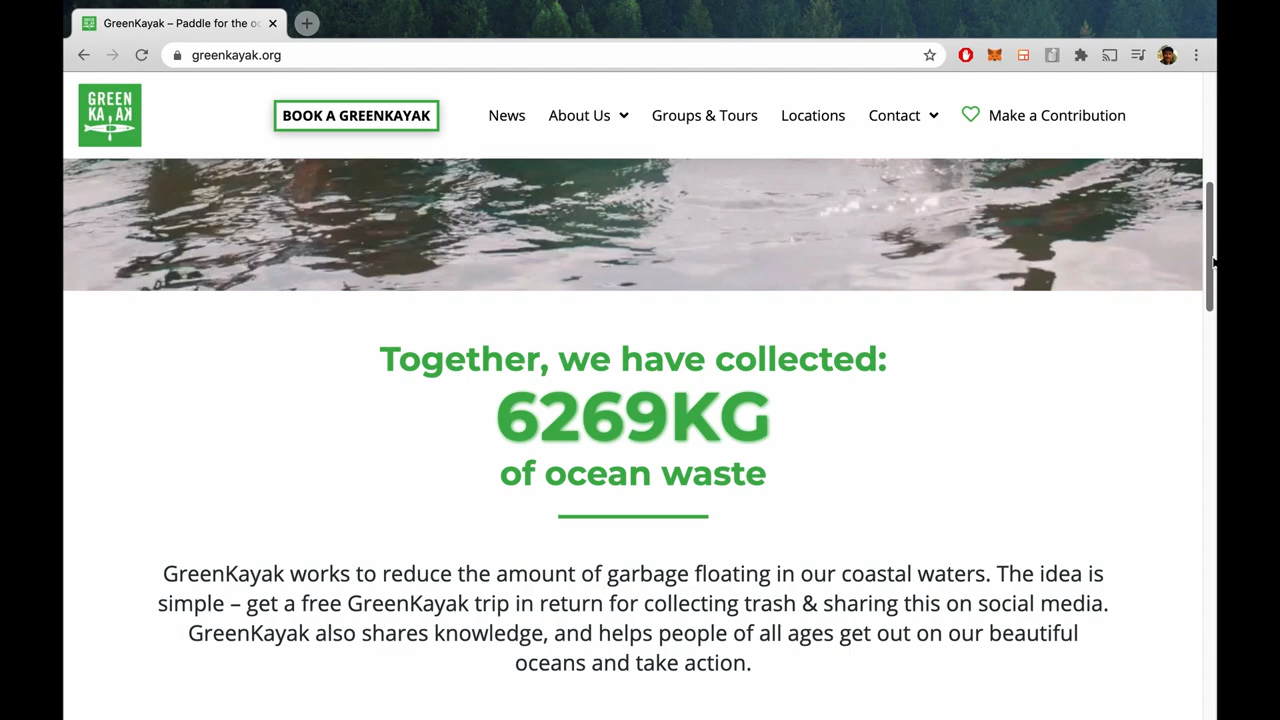 GreenKayak – Paddle for the oc
greenkayak.org
GREEN
KAYAK
BOOK A GREENKAYAK
News
About Us
Groups & Tours
Locations
Contact
Make a Contribution
Together, we have collected:
6269KG
of ocean waste
GreenKayak works to reduce the amount of garbage floating in our coastal waters. The idea is
simple – get a free GreenKayak trip in return for collecting trash & sharing this on social media.
GreenKayak also shares knowledge, and helps people of all ages get out on our beautiful
oceans and take action.